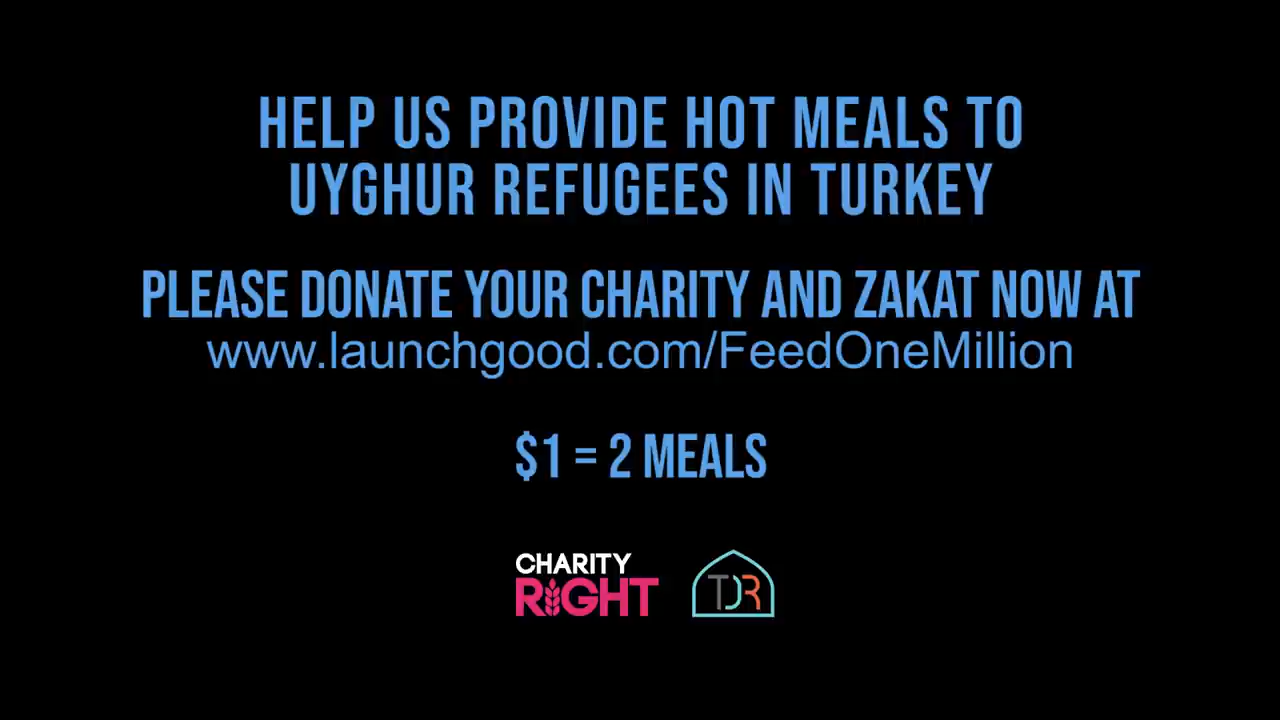 HELP US PROVIDE HOT MEALS TO
UYGHUR REFUGEES IN TURKEY
PLEASE DONATE YOUR CHARITY AND ZAKAT NOW AT
www.launchgood.com/FeedOneMillion
$1 = 2 MEALS
CHARITY
RIGHT
TDR